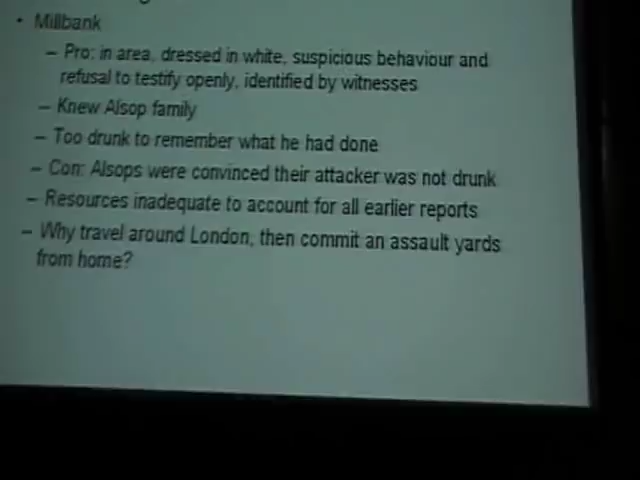 • Millbank
– Pro: in area, dressed in white, suspicious behaviour and
refusal to testify openly, identified by witnesses
– Knew Alsop family
– Too drunk to remember what he had done
– Con: Alsops were convinced their attacker was not drunk
– Resources inadequate to account for all earlier reports
– Why travel around London, then commit an assault yards
from home?